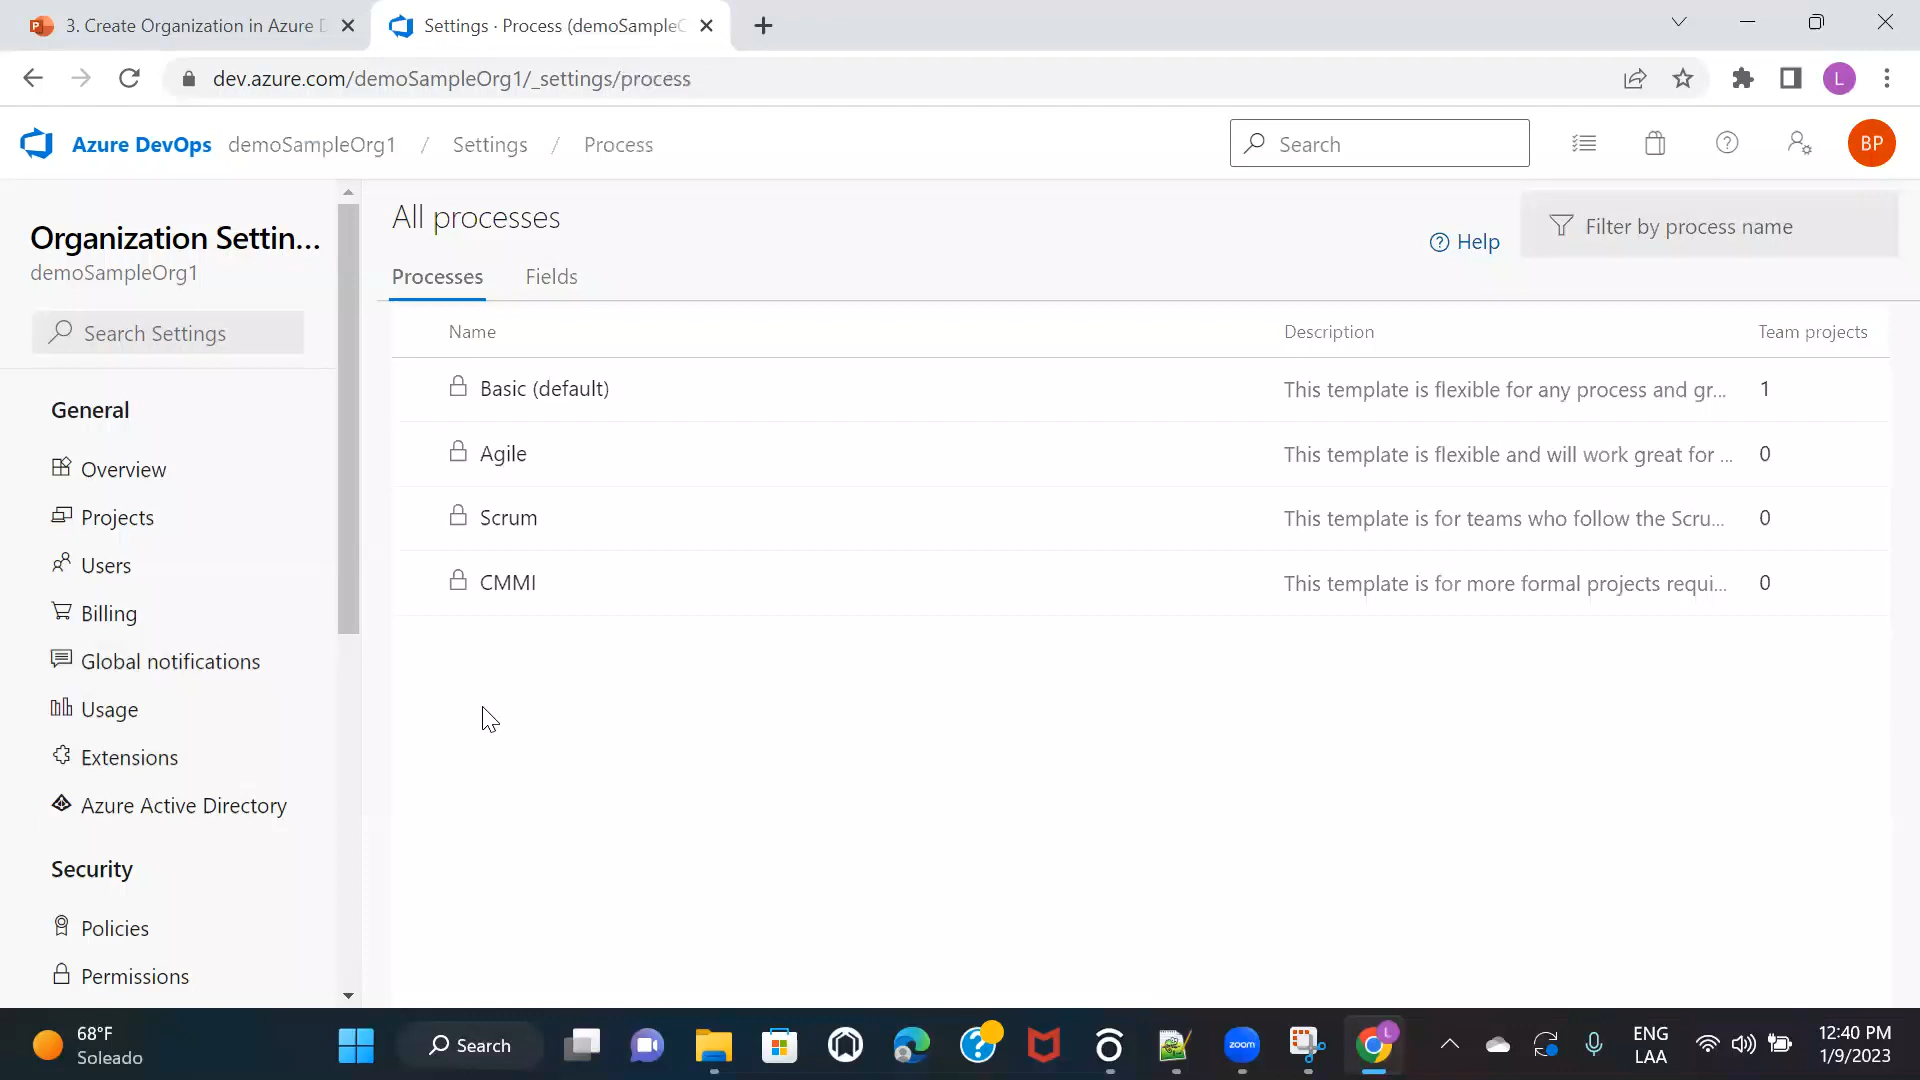 3. Create Organization in Azure D
Settings · Process (demoSampleO
dev.azure.com/demoSampleOrg1/_settings/process
L
Azure DevOps demoSampleOrg1 / Settings / Process
Search
BP
Organization Settin...
demoSampleOrg1
Search Settings
General
Overview
Projects
Users
Billing
Global notifications
Usage
Extensions
Azure Active Directory
Security
Policies
Permissions
All processes
Help
Filter by process name
Processes Fields
Name Description Team projects
Basic (default) This template is flexible for any process and gr... 1
Agile This template is flexible and will work great for ... 0
Scrum This template is for teams who follow the Scru... 0
CMMI This template is for more formal projects requi... 0
68°F
Soleado
Search
zoom
L
ENG
LAA
12:40 PM
1/9/2023